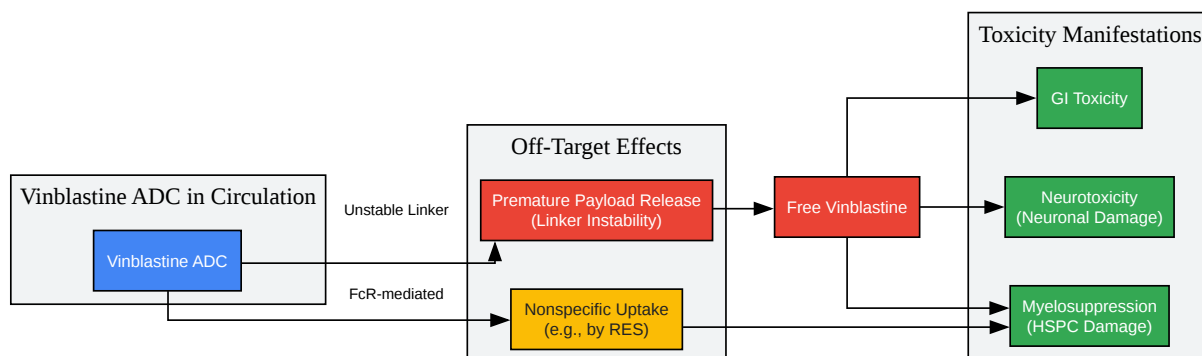 Vinblastine ADC in Circulation
Vinblastine ADC
Unstable Linker
FcR-mediated
Off-Target Effects
Premature Payload Release
(Linker Instability)
Nonspecific Uptake
(e.g., by RES)
Free Vinblastine
Toxicity Manifestations
GI Toxicity
Neurotoxicity
(Neuronal Damage)
Myelosuppression
(HSPC Damage)